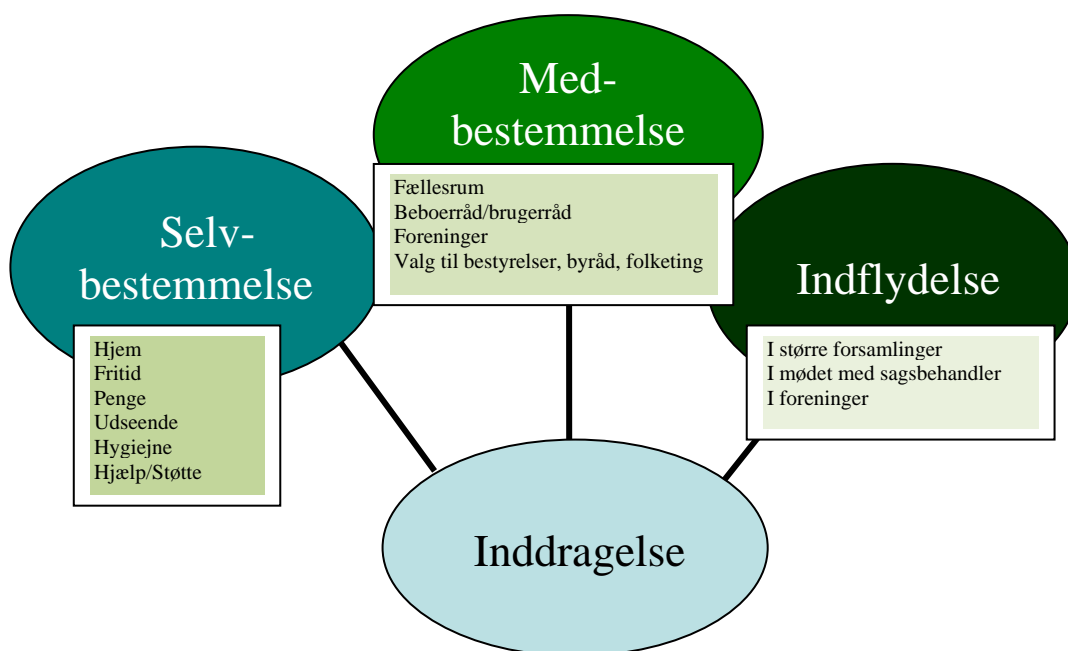 Med-
bestemmelse
Fællesrum
Beboerråd/brugerråd
Foreninger
Valg til bestyrelser, byråd, folketing
Selv-
bestemmelse
Hjem
Fritid
Penge
Udseende
Hygiejne
Hjælp/Støtte
Indflydelse
I større forsamlinger
I mødet med sagsbehandler
I foreninger
Inddragelse